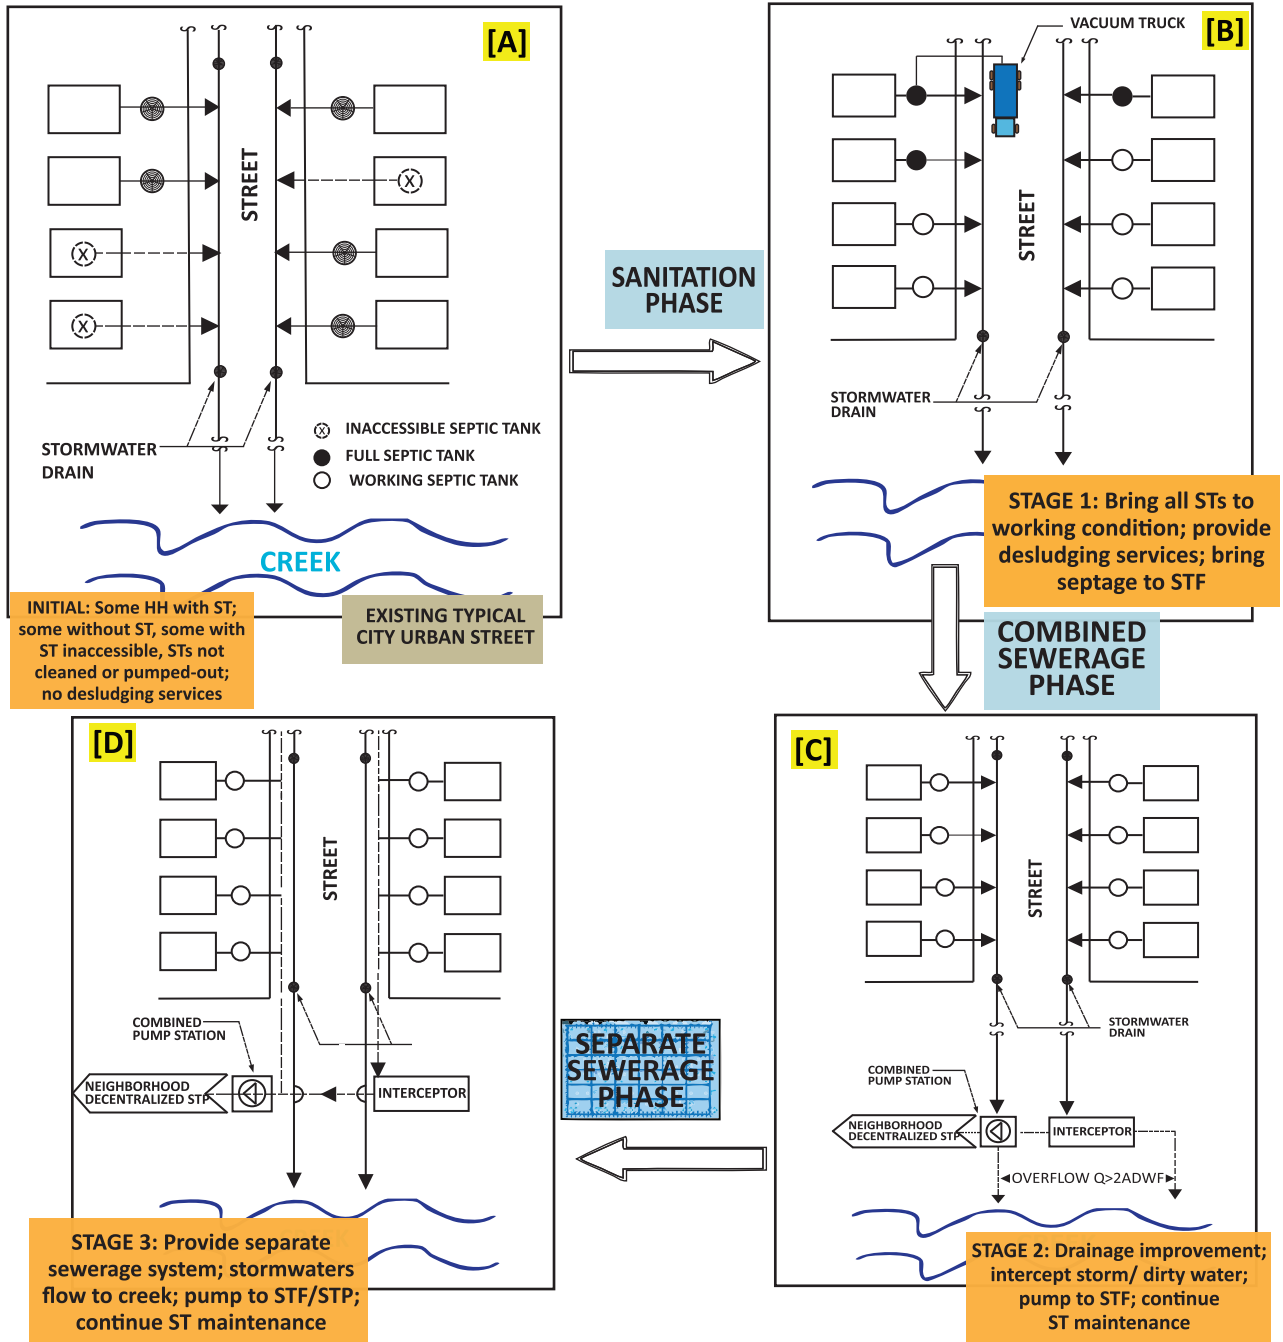 [A]
STREET
STORMWATER
DRAIN
X INACCESSIBLE SEPTIC TANK
FULL SEPTIC TANK
WORKING SEPTIC TANK
X
X
X
CREEK
INITIAL: Some HH with ST;
some without ST, some with
ST inaccessible, STs not
cleaned or pumped-out;
no desludging services
EXISTING TYPICAL
CITY URBAN STREET
SANITATION
PHASE
[B]
VACUUM TRUCK
STREET
STORMWATER
DRAIN
STAGE 1: Bring all STs to
working condition; provide
desludging services; bring
septage to STF
COMBINED
SEWERAGE
PHASE
[C]
STREET
STORMWATER
DRAIN
COMBINED
PUMP STATION
NEIGHBORHOOD
DECENTRALIZED STP
INTERCEPTOR
OVERFLOW Q>2ADWF
STAGE 2: Drainage improvement;
intercept storm/ dirty water;
pump to STF; continue
ST maintenance
SEPARATE
SEWERAGE
PHASE
[D]
STREET
COMBINED
PUMP STATION
NEIGHBORHOOD
DECENTRALIZED STP
INTERCEPTOR
STAGE 3: Provide separate
sewerage system; stormwaters
flow to creek; pump to STF/STP;
continue ST maintenance